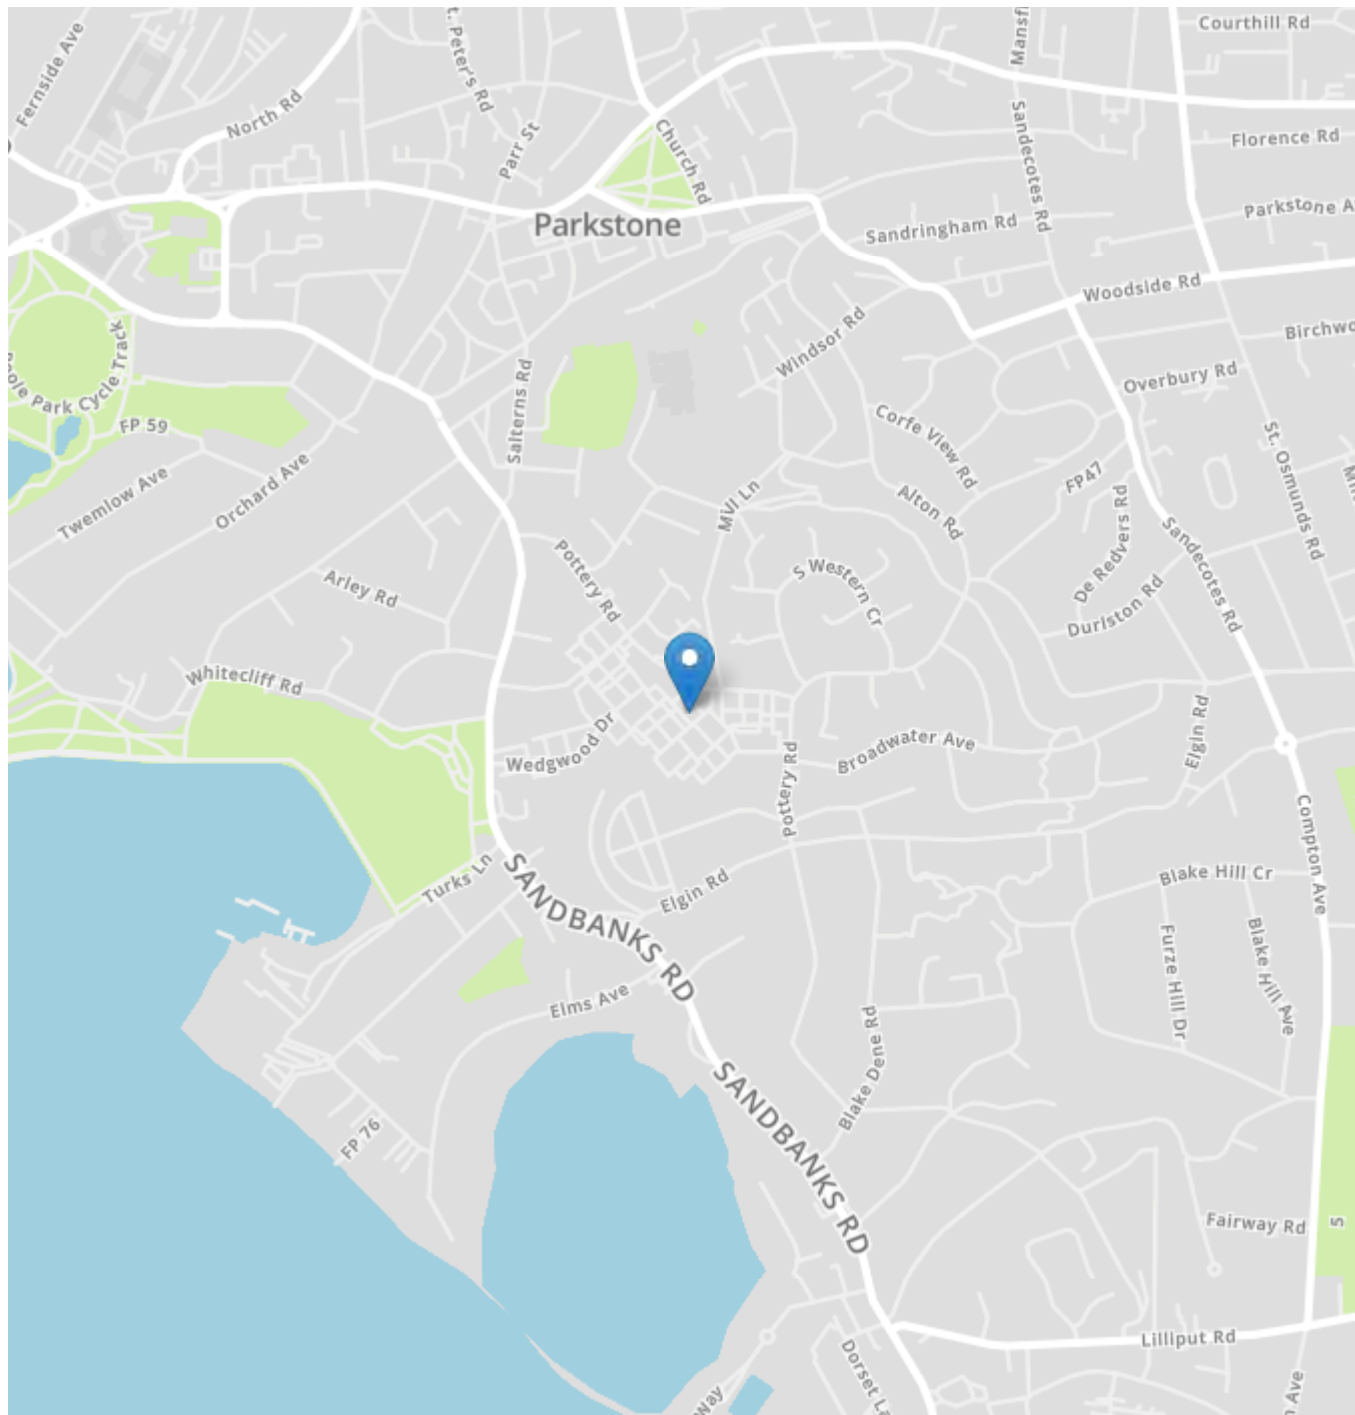 Fernside Ave
North Rd
t. Peter's Rd
Parr St
Church Rd
Mansf
Courthill Rd
Sandecotes Rd
Florence Rd
Parkstone A
Parkstone
Sandringham Rd
Woodside Rd
Birchwo
Windsor Rd
Overbury Rd
oole Park Cycle Track
FP 59
Salterns Rd
Corfe View Rd
St. Osmunds Rd
Twemlow Ave
Orchard Ave
Alton Rd
FP47
De Redvers Rd
Sandecotes Rd
Pottery Rd
Arley Rd
S Western Cr
Durlston Rd
Whitecliff Rd
Wedgwood Dr
Broadwater Ave
Elgin Rd
Pottery Rd
Compton Ave
Turks Ln
SANDBANKS RD
Elgin Rd
Blake Hill Cr
Furze Hill Dr
Blake Hill Ave
Elms Ave
Blake Dene Rd
SANDBANKS RD
FP 76
Fairway Rd
5
Lilliput Rd
Dorset La
Way
Ave